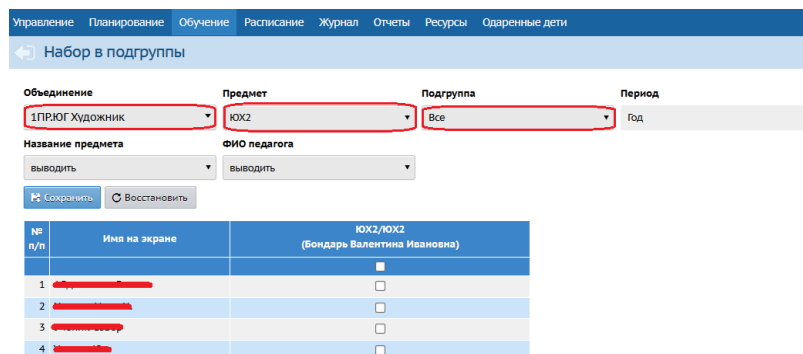 Управление Планирование Обучение Расписание Журнал Отчеты Ресурсы Одаренные дети
Набор в подгруппы
Объединение Предмет Подгруппа Период
1ПР.ЮГ Художник ЮХ2 Все Год
Название предмета ФИО педагога
выводить выводить
Сохранить Восстановить
№ п/п Имя на экране ЮХ2/ЮХ2
(Бондарь Валентина Ивановна)
1
2
3
4